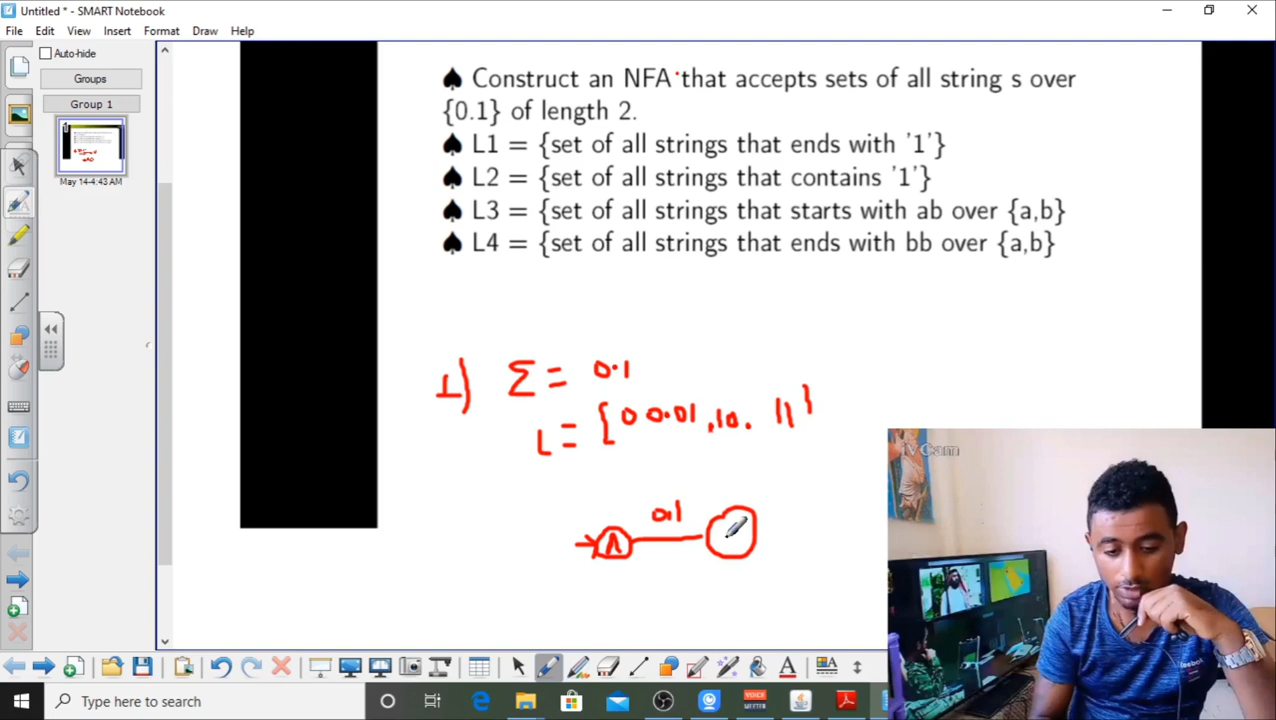 Untitled * - SMART Notebook
File Edit View Insert Format Draw Help
Auto-hide
Groups
Group 1
May 14-4:43 AM
♠ Construct an NFA that accepts sets of all string s over
{0.1} of length 2.
♠ L1 = {set of all strings that ends with '1'}
♠ L2 = {set of all strings that contains '1'}
♠ L3 = {set of all strings that starts with ab over {a,b}
♠ L4 = {set of all strings that ends with bb over {a,b}
1) Σ = 0.1
L = {00.01,10. 11}
0.1
A
iVCam
Type here to search
VOICE
MEETER